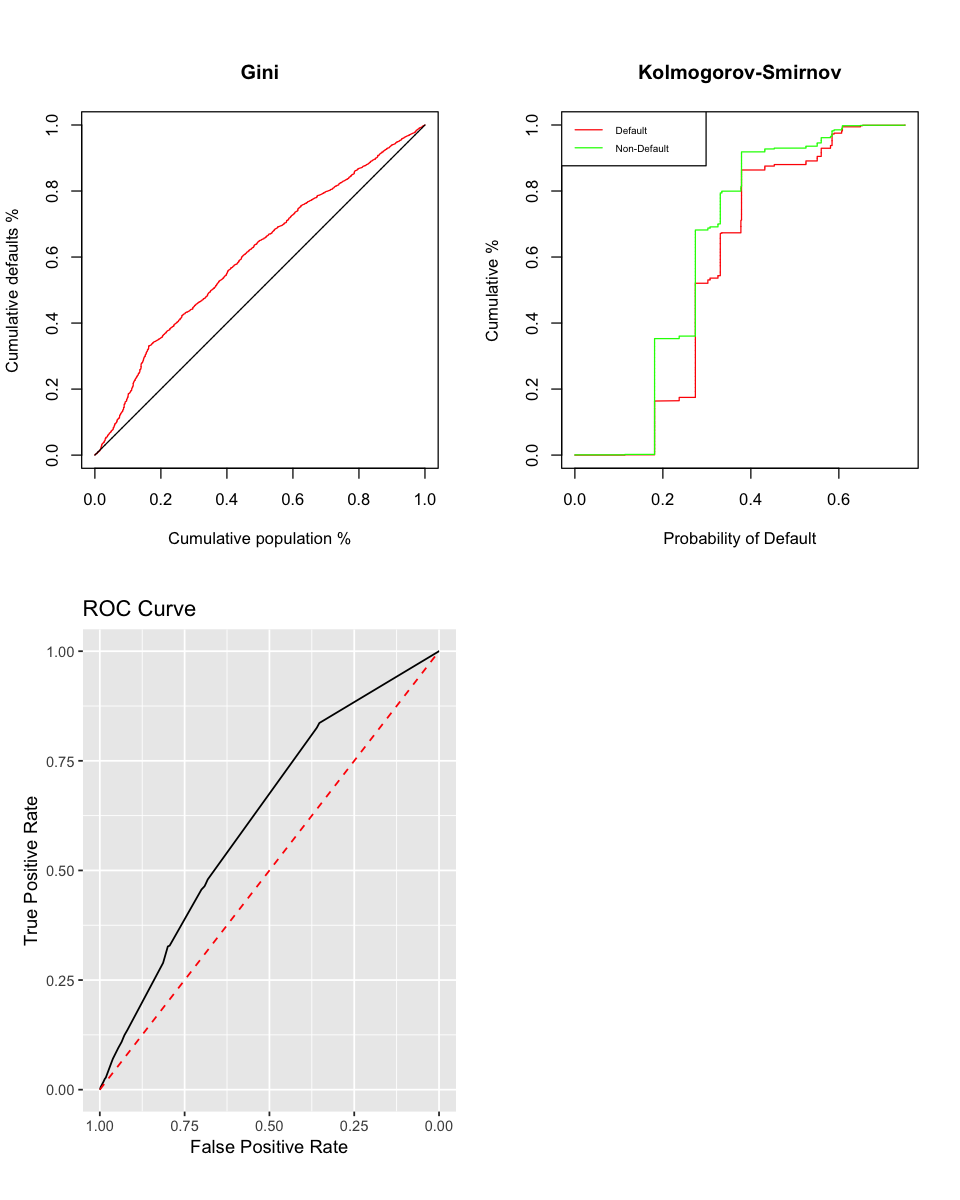 Gini
Cumulative defaults %
1.0
0.8
0.6
0.4
0.2
0.0
0.0 0.2 0.4 0.6 0.8 1.0
Cumulative population %
Kolmogorov-Smirnov
Default
Non-Default
Cumulative %
1.0
0.8
0.6
0.4
0.2
0.0
0.0 0.2 0.4 0.6
Probability of Default
ROC Curve
True Positive Rate
1.00
0.75
0.50
0.25
0.00
1.00 0.75 0.50 0.25 0.00
False Positive Rate